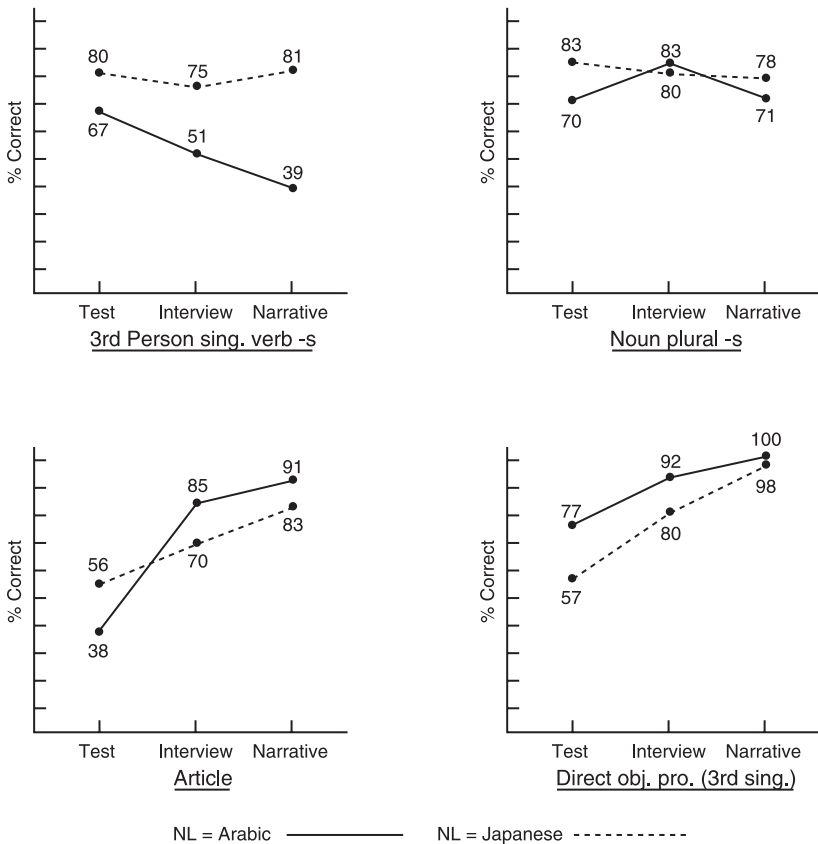 % Correct
80
75
81
67
51
39
Test Interview Narrative
3rd Person sing. verb -s
% Correct
83
83
78
70
80
71
Test Interview Narrative
Noun plural -s
% Correct
56
85
91
38
70
83
Test Interview Narrative
Article
% Correct
77
92
100
57
80
98
Test Interview Narrative
Direct obj. pro. (3rd sing.)
NL = Arabic NL = Japanese